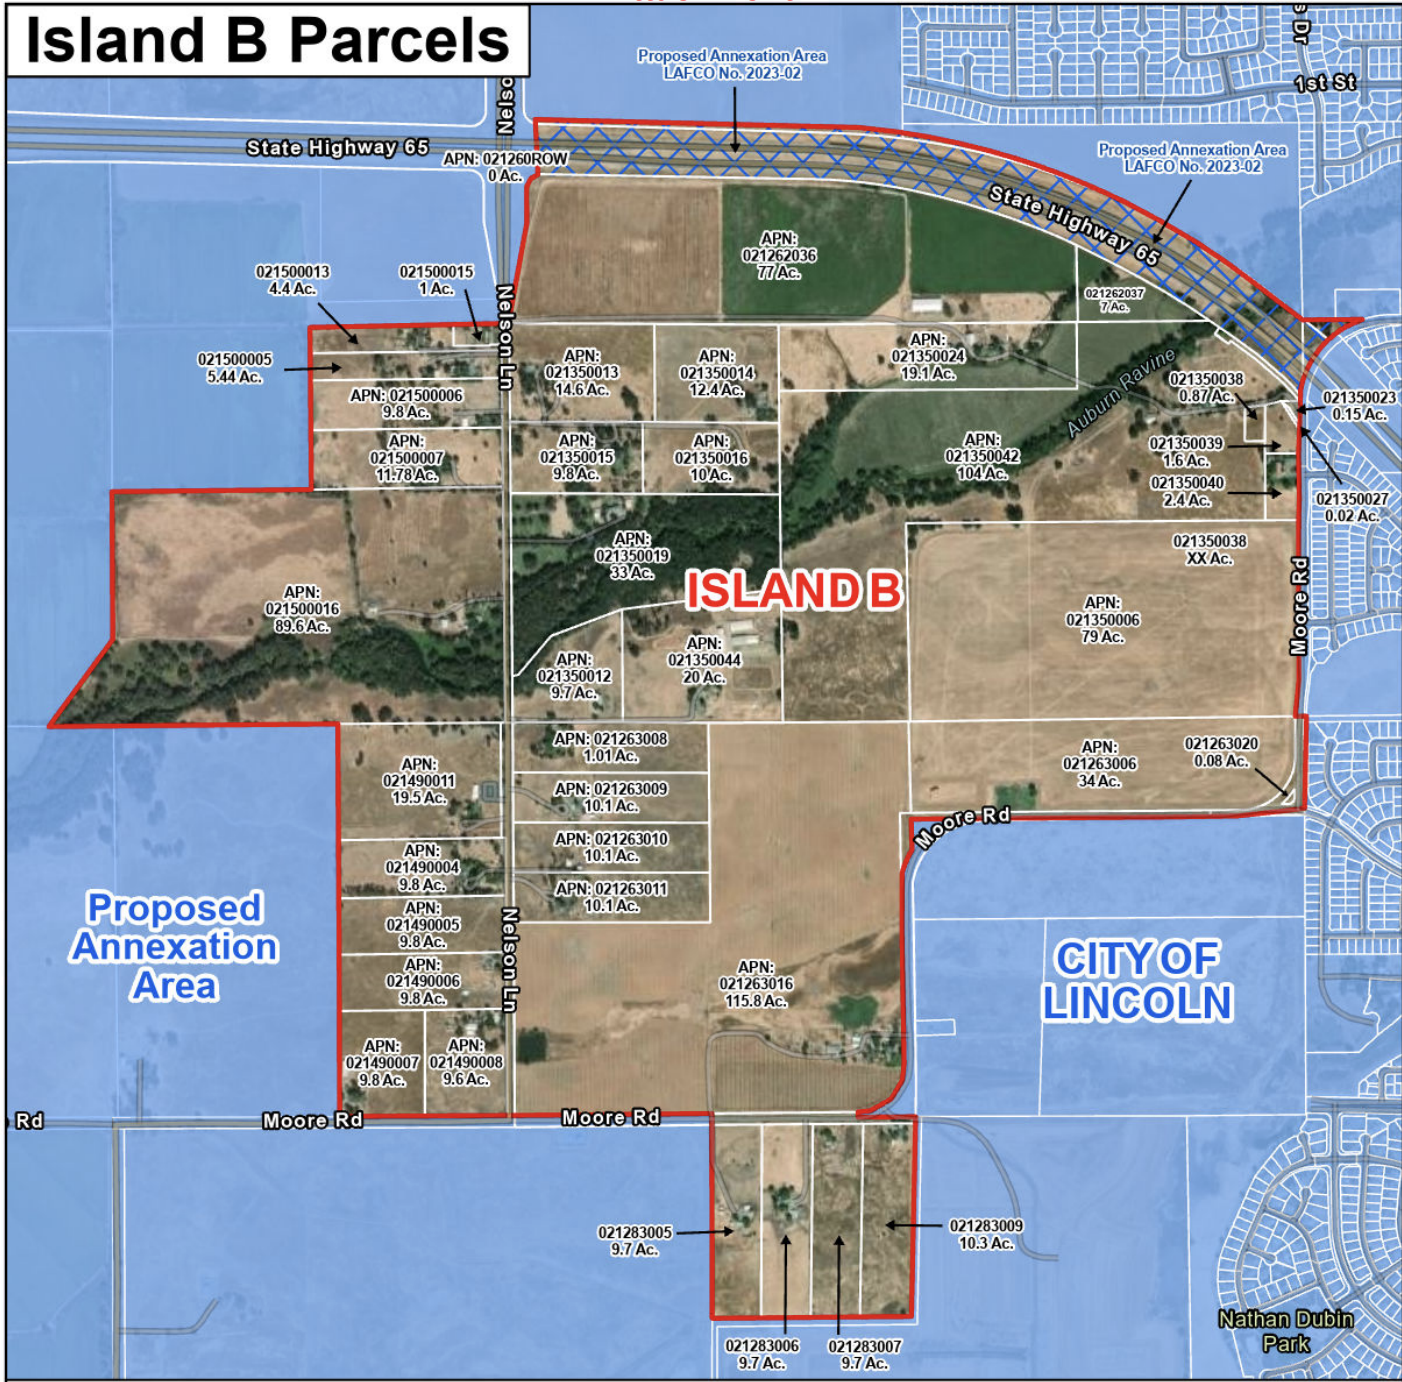 Island B Parcels
Proposed Annexation Area
LAFCO No. 2023-02
s Dr
1st St
Nelso
State Highway 65
APN: 021260ROW
0 Ac.
Proposed Annexation Area
LAFCO No. 2023-02
State Highway 65
APN:
021262036
77 Ac.
021500013
4.4 Ac.
021500015
1 Ac.
021262037
7 Ac.
Nelson Ln
021500005
5.44 Ac.
APN:
021350013
14.6 Ac.
APN:
021350014
12.4 Ac.
APN:
021350024
19.1 Ac.
Auburn Ravine
021350038
0.87 Ac.
021350023
0.15 Ac.
APN: 021500006
9.8 Ac.
APN:
021500007
11.78 Ac.
APN:
021350015
9.8 Ac.
APN:
021350016
10 Ac.
APN:
021350042
104 Ac.
021350039
1.6 Ac.
021350040
2.4 Ac.
021350027
0.02 Ac.
APN:
021350019
33 Ac.
021350038
XX Ac.
ISLAND B
APN:
021500016
89.6 Ac.
APN:
021350006
79 Ac.
Moore Rd
APN:
021350012
9.7 Ac.
APN:
021350044
20 Ac.
APN:
021490011
19.5 Ac.
APN: 021263008
1.01 Ac.
APN: 021263009
10.1 Ac.
APN:
021263006
34 Ac.
021263020
0.08 Ac.
Moore Rd
APN: 021263010
10.1 Ac.
APN:
021490004
9.8 Ac.
APN: 021263011
10.1 Ac.
Proposed
Annexation
Area
APN:
021490005
9.8 Ac.
Nelson Ln
APN:
021490006
9.8 Ac.
APN:
021263016
115.8 Ac.
CITY OF
LINCOLN
APN:
021490007
9.8 Ac.
APN:
021490008
9.6 Ac.
Rd
Moore Rd
Moore Rd
021283005
9.7 Ac.
021283009
10.3 Ac.
021283006
9.7 Ac.
021283007
9.7 Ac.
Nathan Dubin
Park